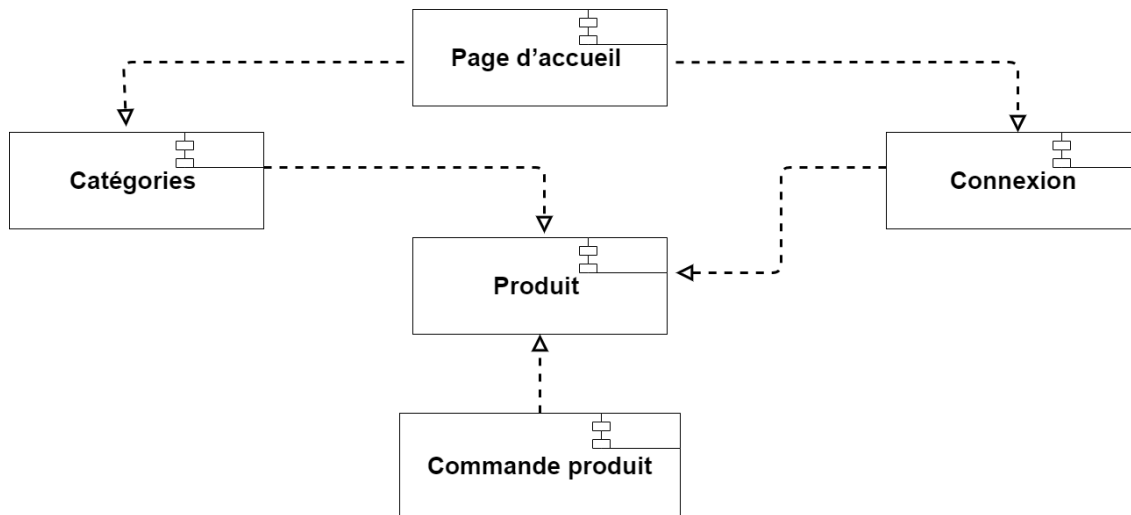 Page d’accueil
Catégories
Connexion
Produit
Commande produit